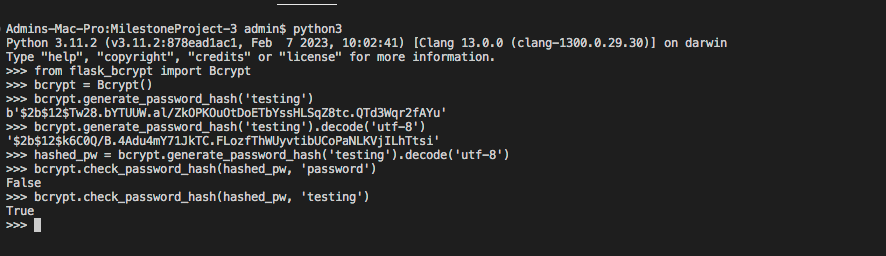 Admins-Mac-Pro:MilestoneProject-3 admin$ python3
Python 3.11.2 (v3.11.2:878ead1ac1, Feb  7 2023, 10:02:41) [Clang 13.0.0 (clang-1300.0.29.30)] on darwin
Type "help", "copyright", "credits" or "license" for more information.
>>> from flask_bcrypt import Bcrypt
>>> bcrypt = Bcrypt()
>>> bcrypt.generate_password_hash('testing')
b'$2b$12$Tw28.bYTUUW.al/ZkOPKOuOtDoETbYssHLSqZ8tc.QTd3Wqr2fAYu'
>>> bcrypt.generate_password_hash('testing').decode('utf-8')
'$2b$12$k6C0Q/B.4Adu4mY71JkTC.FLozfThWUyvtibUCoPaNLKVjILhTtsi'
>>> hashed_pw = bcrypt.generate_password_hash('testing').decode('utf-8')
>>> bcrypt.check_password_hash(hashed_pw, 'password')
False
>>> bcrypt.check_password_hash(hashed_pw, 'testing')
True
>>>